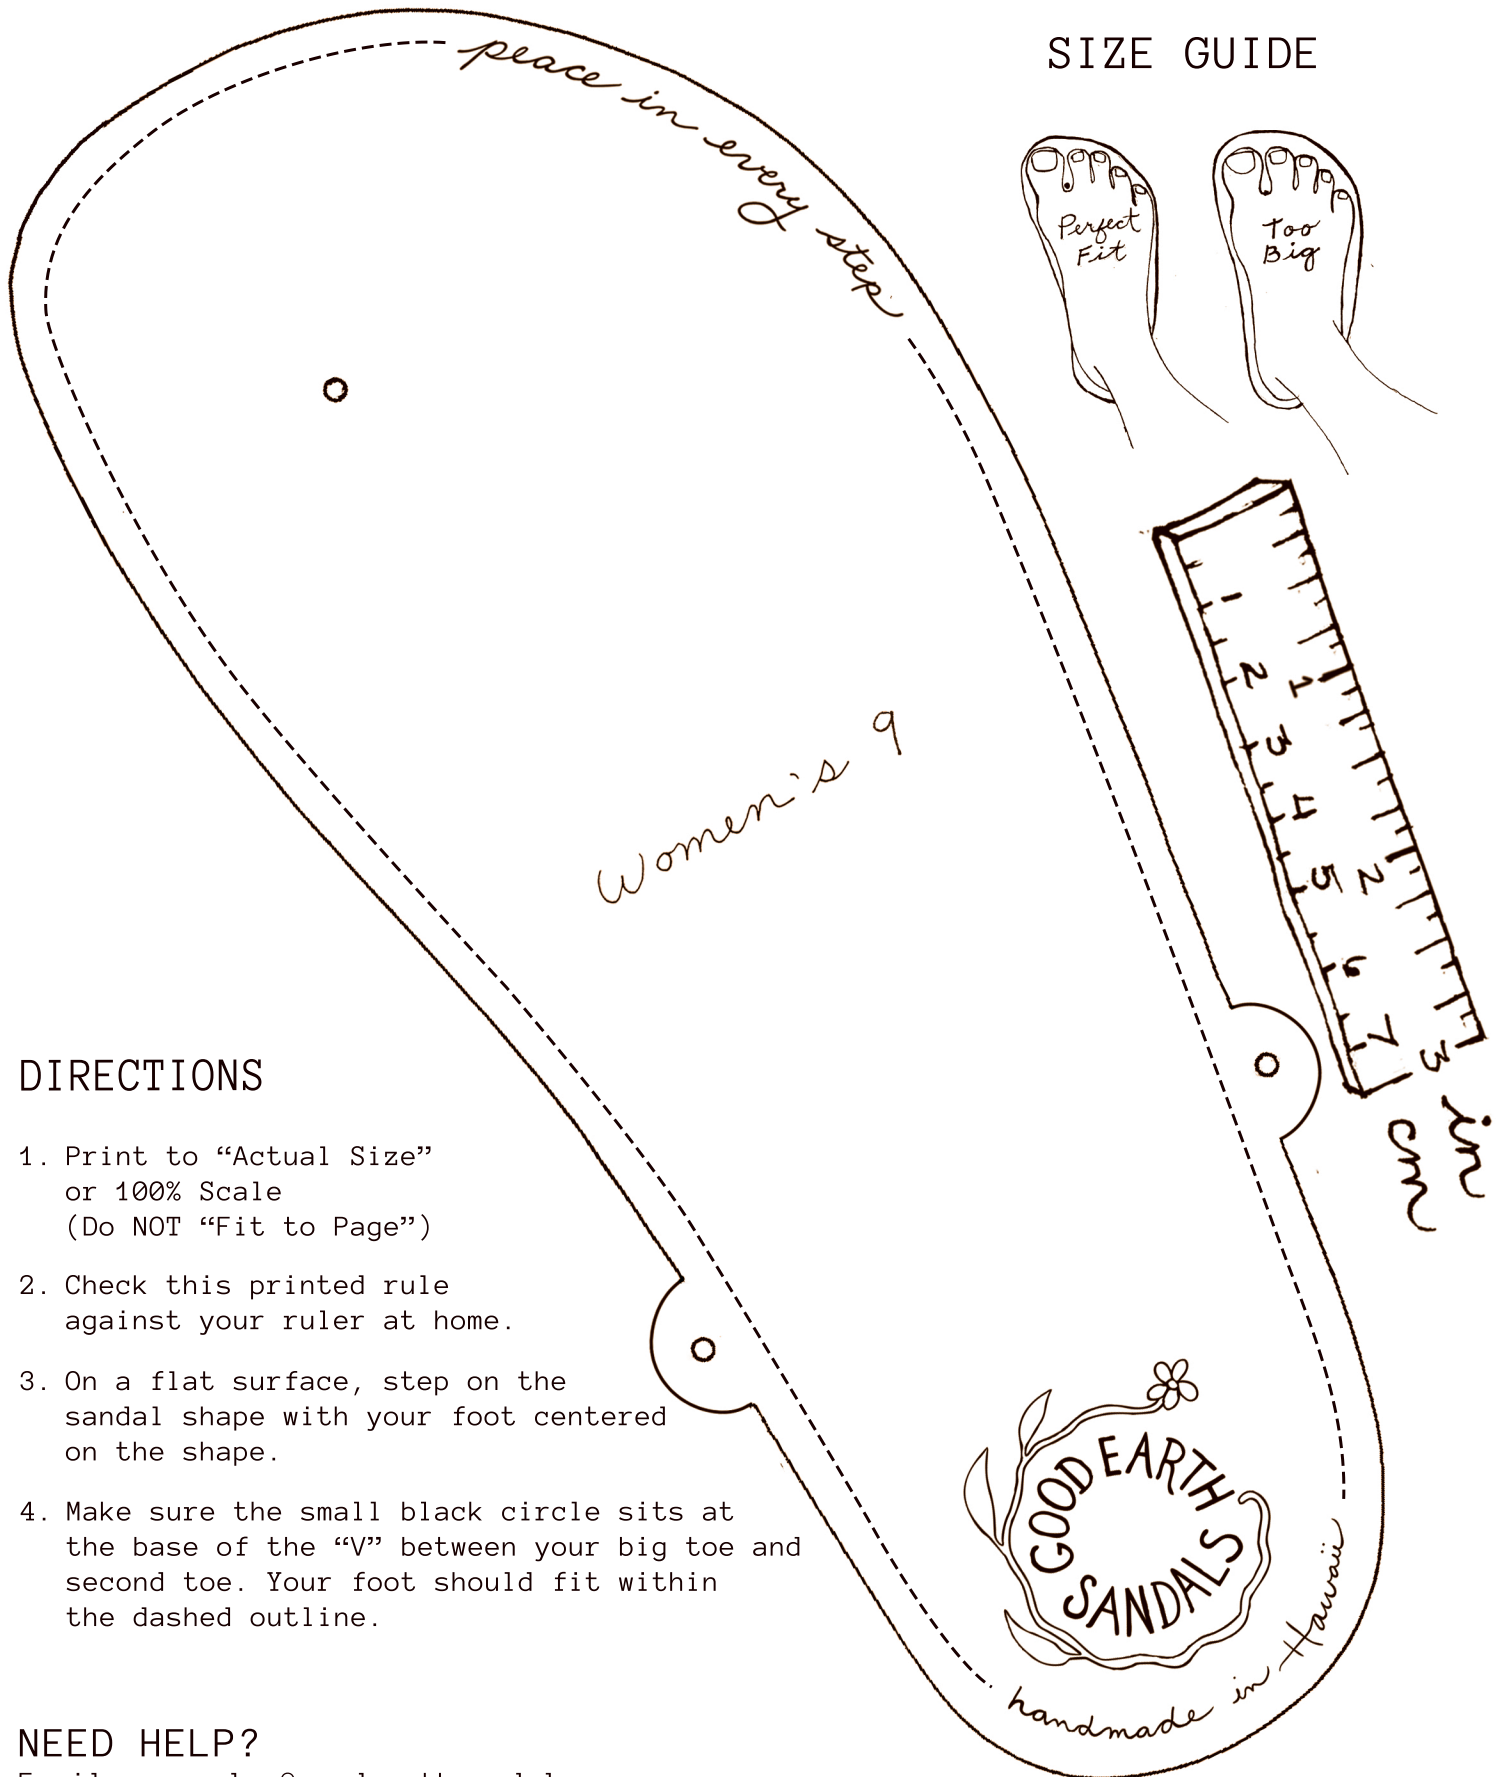 peace in every step
SIZE GUIDE
Perfect
Fit
Too
Big
1
2
3
4
5
6
7
1
2
3
in
cm
Women's 9
DIRECTIONS
1. Print to “Actual Size”
or 100% Scale
(Do NOT “Fit to Page”)
2. Check this printed rule
against your ruler at home.
3. On a flat surface, step on the
sandal shape with your foot centered
on the shape.
4. Make sure the small black circle sits at
the base of the “V” between your big toe and
second toe. Your foot should fit within
the dashed outline.
GOOD EARTH
SANDALS
handmade in Hawaii
NEED HELP?